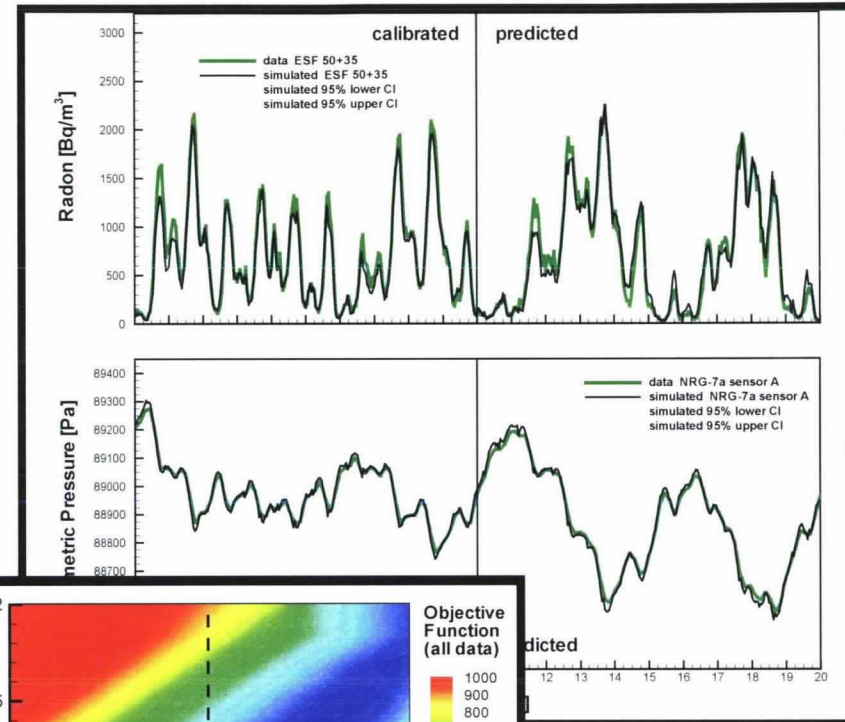 calibrated predicted
3000
2500
2000
1500
1000
500
0
Radon [Bq/m³]
data ESF 50+35
simulated ESF 50+35
simulated 95% lower CI
simulated 95% upper CI
89400
89300
89200
89100
89000
88900
88800
88700
metric Pressure [Pa]
data NRG-7a sensor A
simulated NRG-7a sensor A
simulated 95% lower CI
simulated 95% upper CI
dicted
12 13 14 15 16 17 18 19 20
]
2
5
Objective
Function
(all data)
1000
900
800